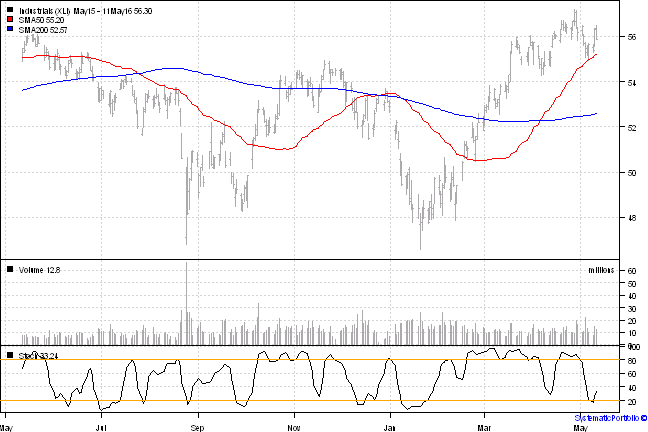 Industrials (XLI) May15 - 11May16 56.30
SMA50 55.20
SMA200 52.57
56
54
52
50
48
Volume 12.8
millions
60
50
40
30
20
10
0
Stoch 33.24
100
80
60
40
20
May
Jul
Sep
Nov
Jan
Mar
May
SystematicPortfolio ©